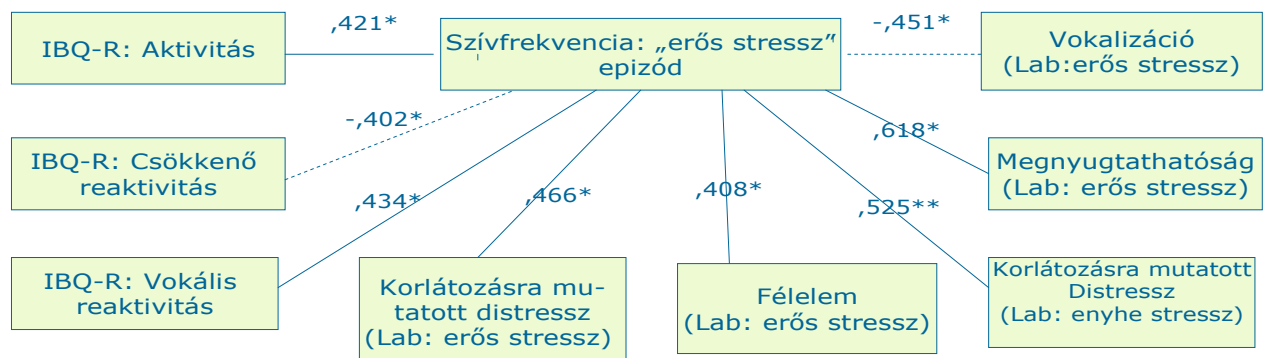 ,421*
-,451*
IBQ-R: Aktivitás
Szívfrekvencia: „erős stressz"
epizód
Vokalizáció
(Lab:erős stressz)
-,402*
,618*
IBQ-R: Csökkenő
reaktivitás
Megnyugtathatóság
(Lab: erős stressz)
,434*
,466*
,408*
,525**
IBQ-R: Vokális
reaktivitás
Korlátozásra mu-
tatott distressz
(Lab: erős stressz)
Félelem
(Lab: erős stressz)
Korlátozásra mutatott
Distressz
(Lab: enyhe stressz)